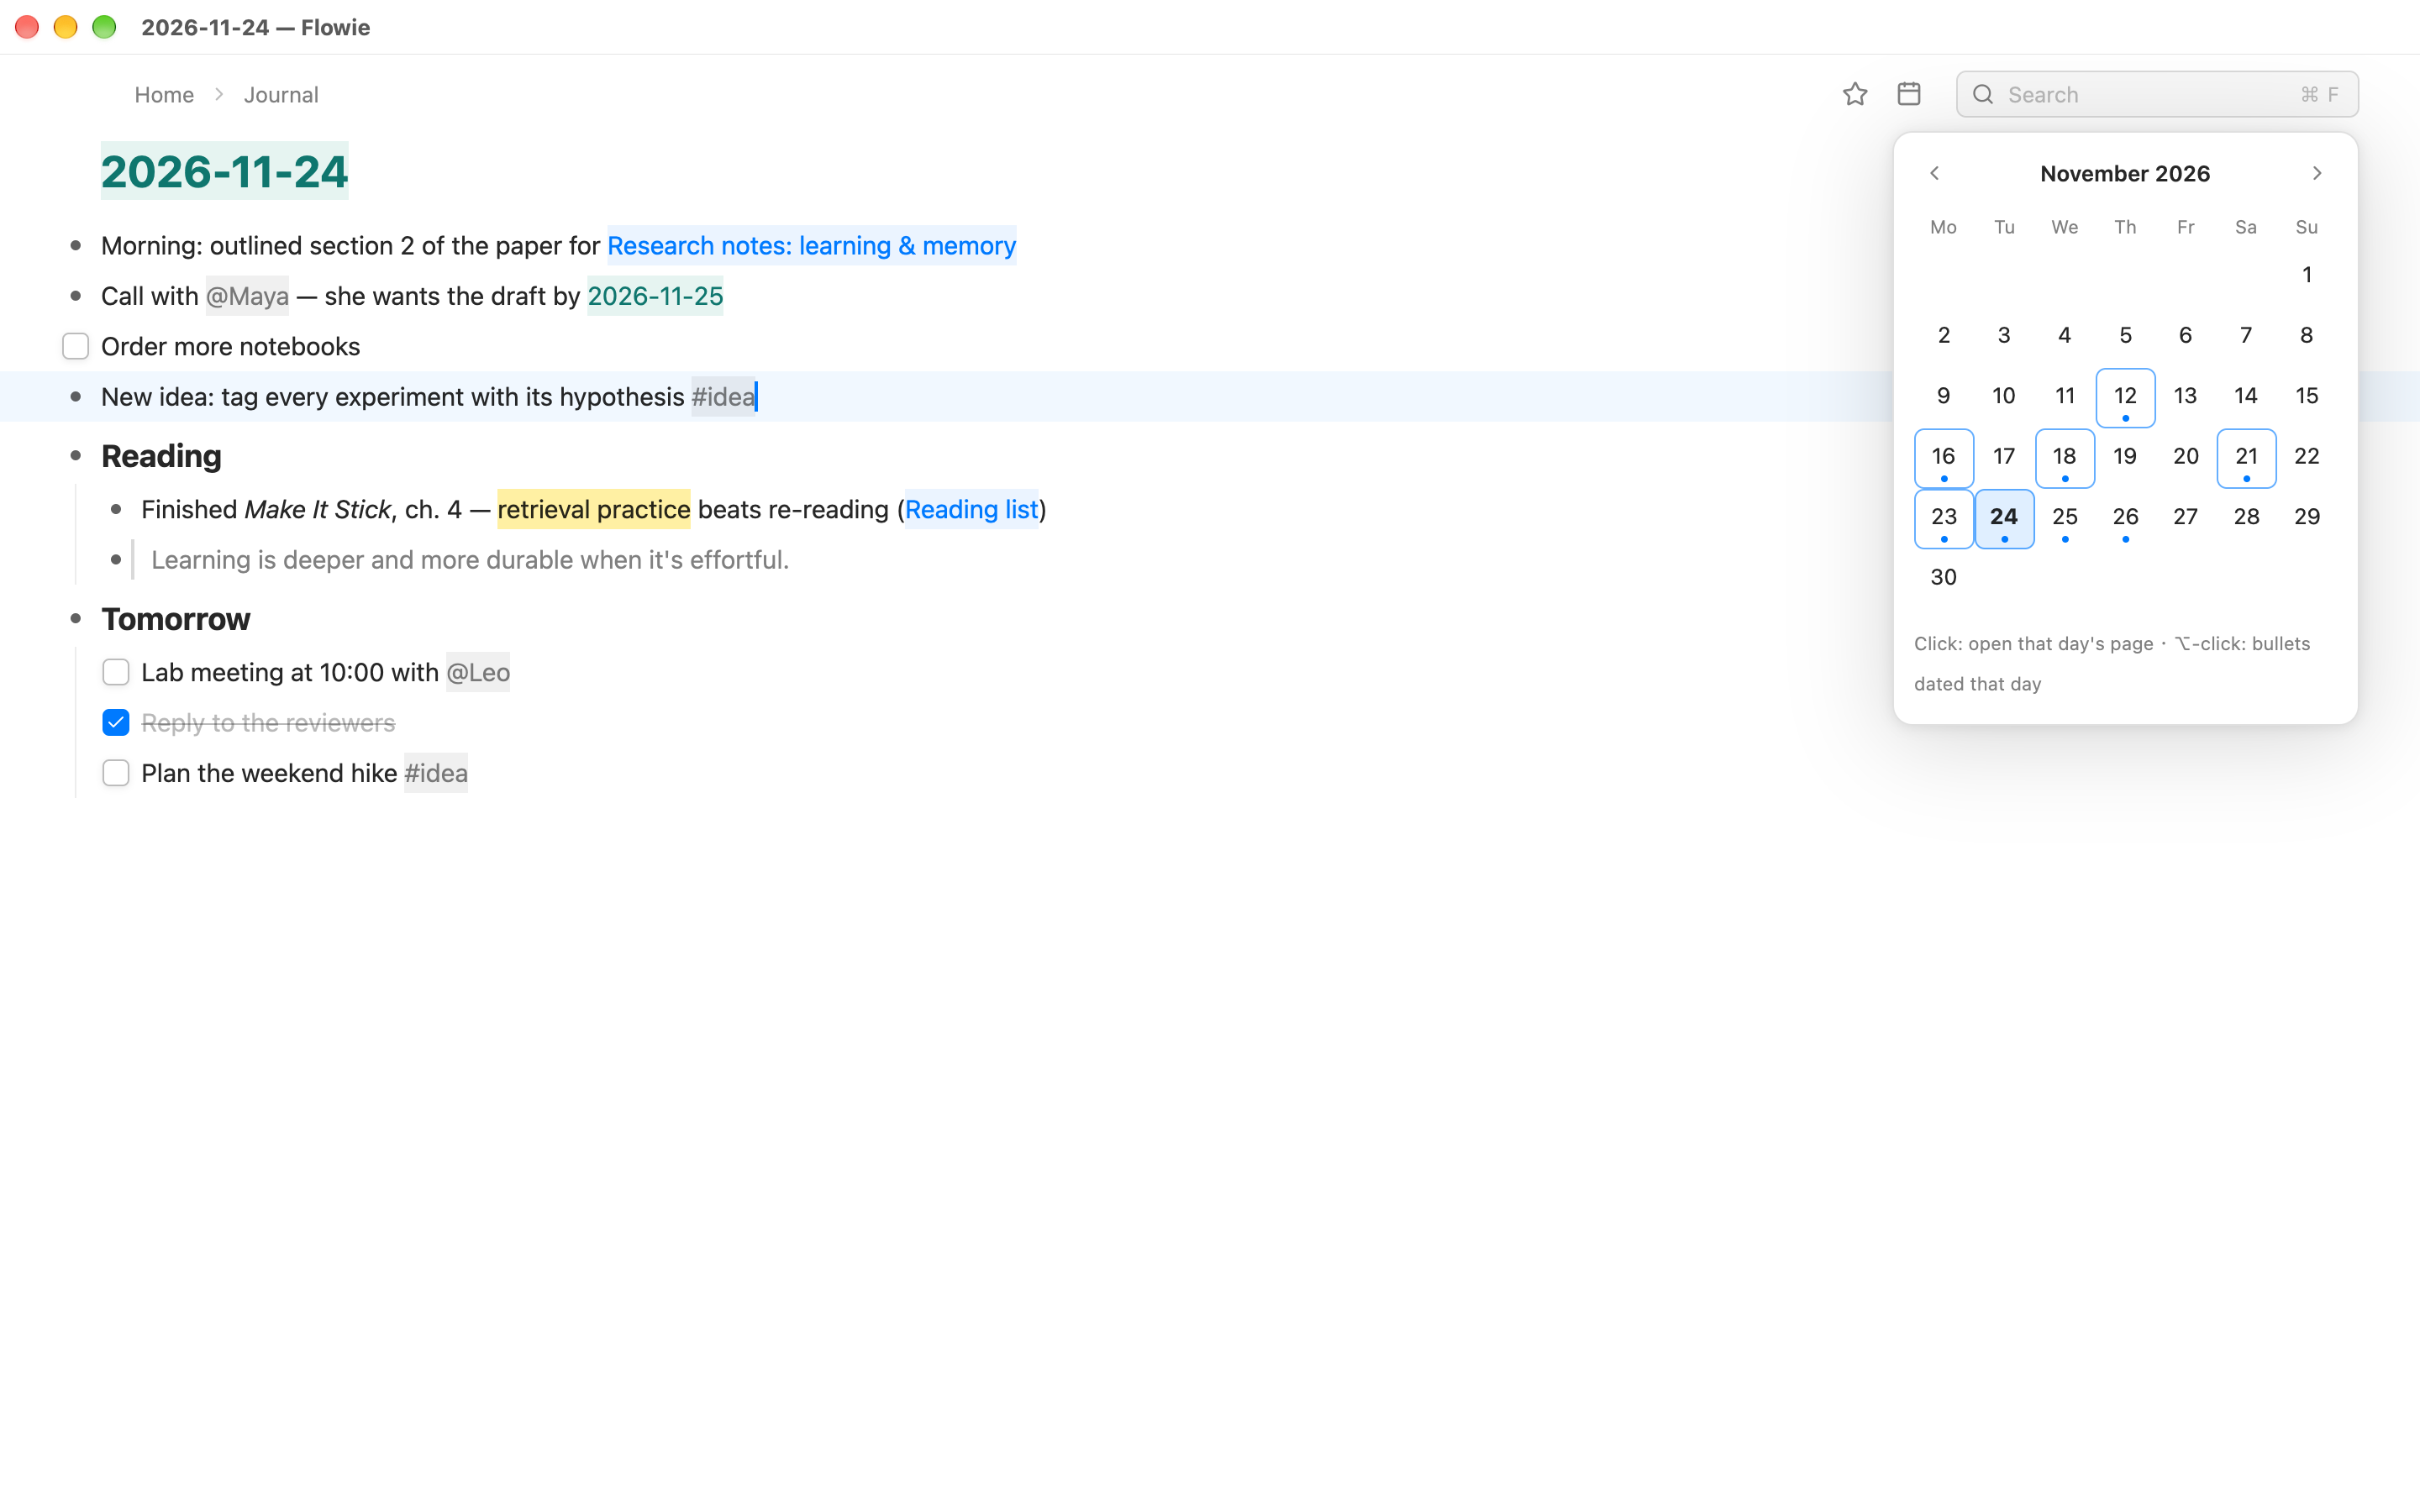 2026-11-24 — Flowie
Home > Journal
Search ⌘ F
2026-11-24
Morning: outlined section 2 of the paper for Research notes: learning & memory
Call with @Maya — she wants the draft by 2026-11-25
Order more notebooks
New idea: tag every experiment with its hypothesis #idea
Reading
Finished Make It Stick, ch. 4 — retrieval practice beats re-reading (Reading list)
Learning is deeper and more durable when it's effortful.
Tomorrow
Lab meeting at 10:00 with @Leo
Reply to the reviewers
Plan the weekend hike #idea
November 2026
Mo Tu We Th Fr Sa Su
1
2 3 4 5 6 7 8
9 10 11 12 13 14 15
16 17 18 19 20 21 22
23 24 25 26 27 28 29
30
Click: open that day's page · ⌥-click: bullets
dated that day